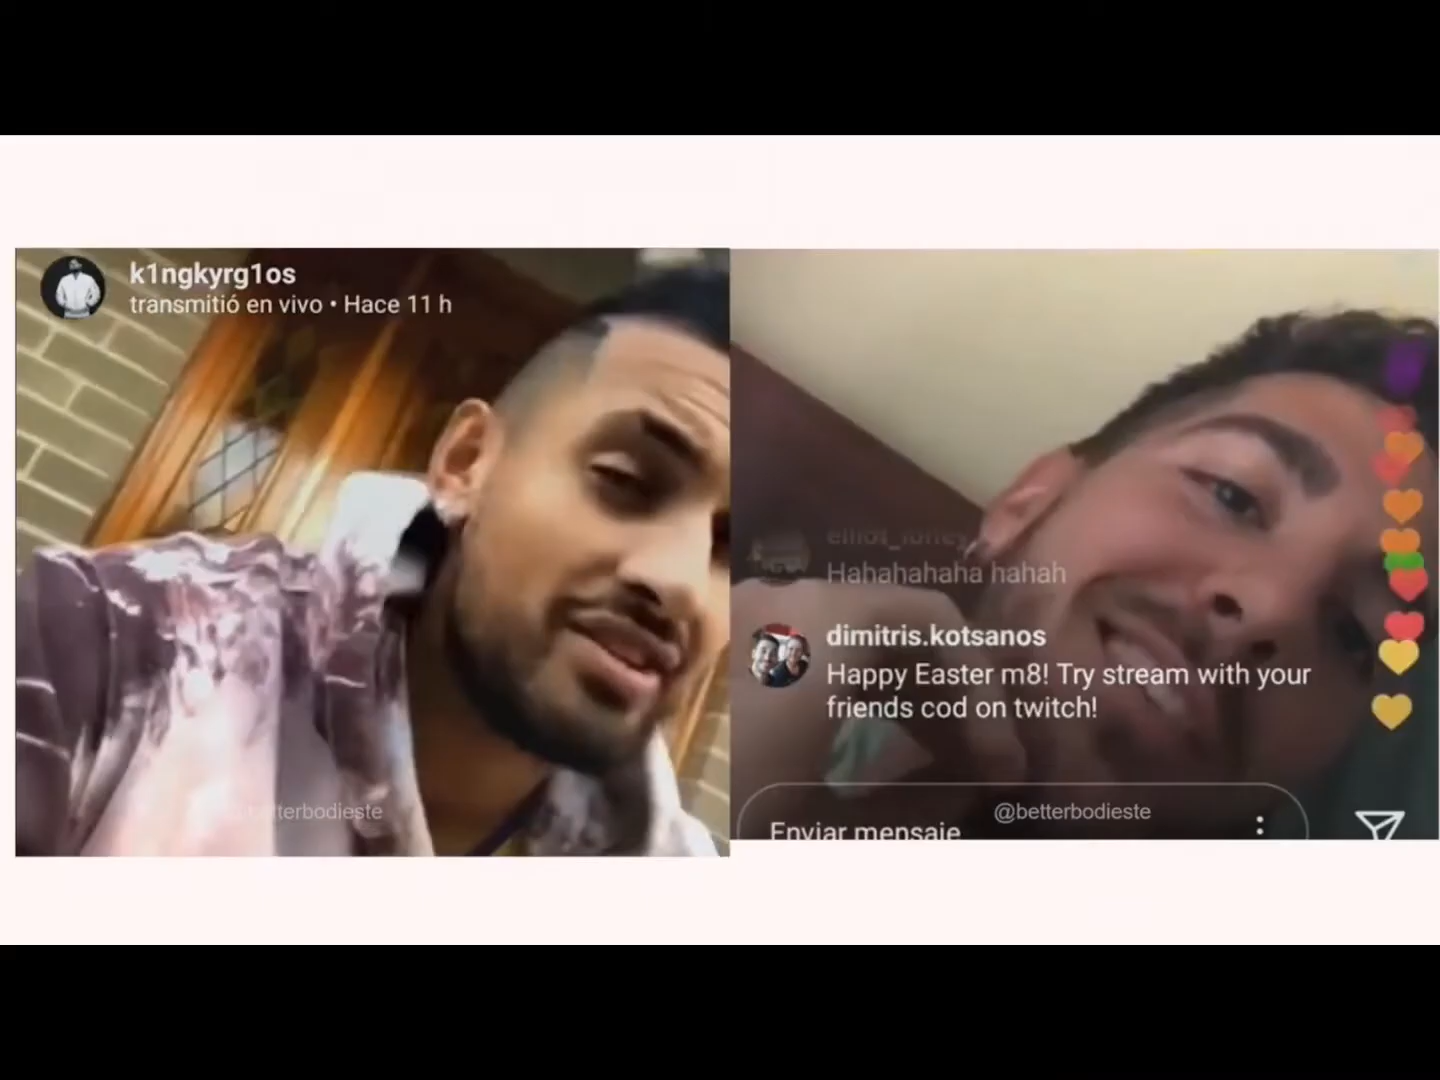 k1ngkyrg1os
transmitió en vivo • Hace 11 h
Hahahahaha hahah
dimitris.kotsanos
Happy Easter m8! Try stream with your
friends cod on twitch!
@betterbodieste
Enviar mensaje